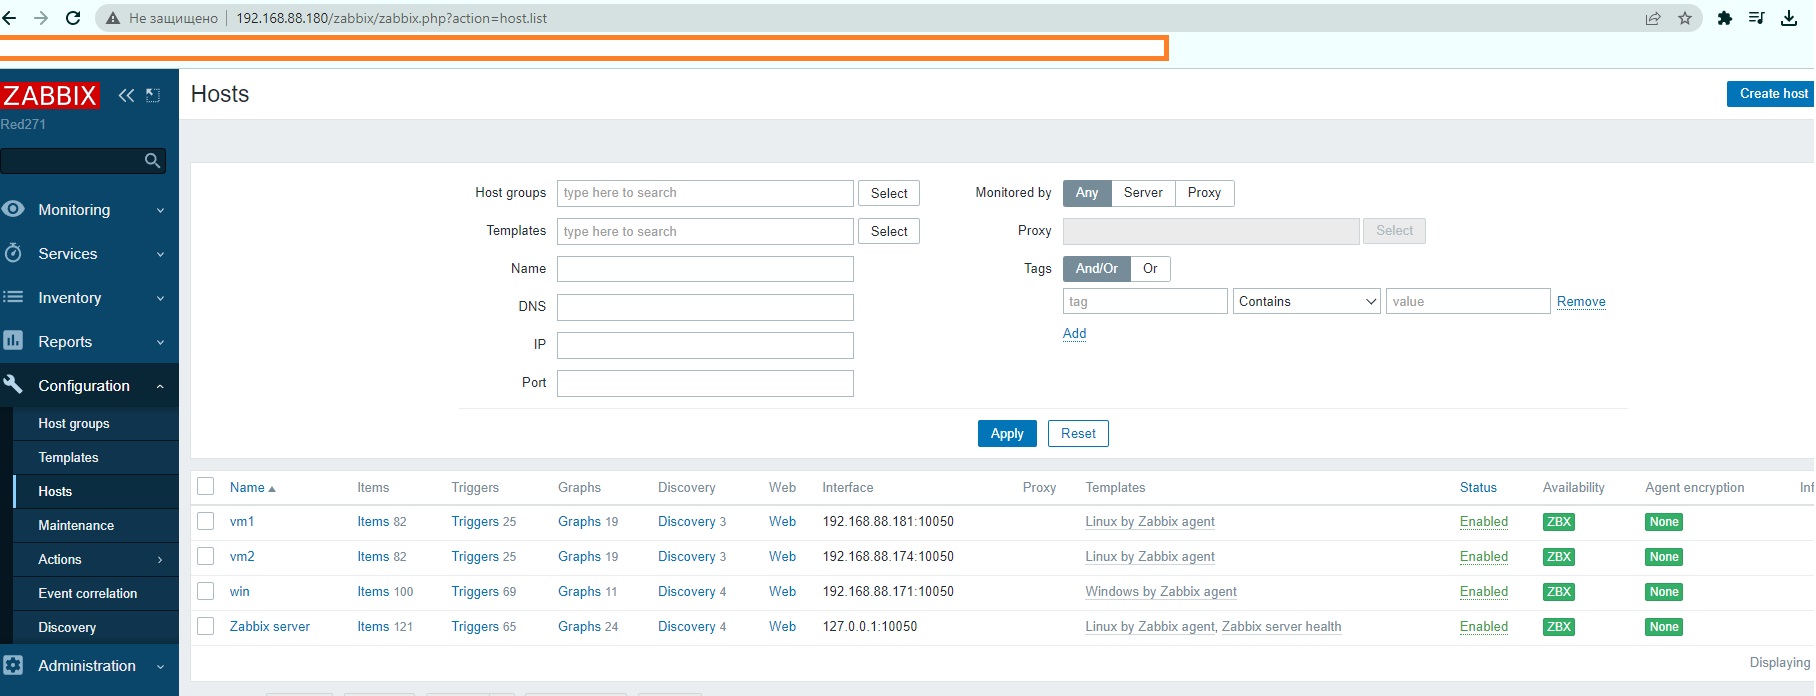 Не защищено 192.168.88.180/zabbix/zabbix.php?action=host.list
ZABBIX
Red271
Hosts
Create host
Monitoring
Services
Inventory
Reports
Configuration
Host groups
Templates
Hosts
Maintenance
Actions
Event correlation
Discovery
Administration
Host groups type here to search Select
Templates type here to search Select
Name
DNS
IP
Port
Monitored by Any Server Proxy
Proxy Select
Tags And/Or Or
tag Contains value Remove
Add
Apply Reset
Name Items Triggers Graphs Discovery Web Interface Proxy Templates Status Availability Agent encryption Inf
vm1 Items 82 Triggers 25 Graphs 19 Discovery 3 Web 192.168.88.181:10050 Linux by Zabbix agent Enabled ZBX None
vm2 Items 82 Triggers 25 Graphs 19 Discovery 3 Web 192.168.88.174:10050 Linux by Zabbix agent Enabled ZBX None
win Items 100 Triggers 69 Graphs 11 Discovery 4 Web 192.168.88.171:10050 Windows by Zabbix agent Enabled ZBX None
Zabbix server Items 121 Triggers 65 Graphs 24 Discovery 4 Web 127.0.0.1:10050 Linux by Zabbix agent, Zabbix server health Enabled ZBX None
Displaying